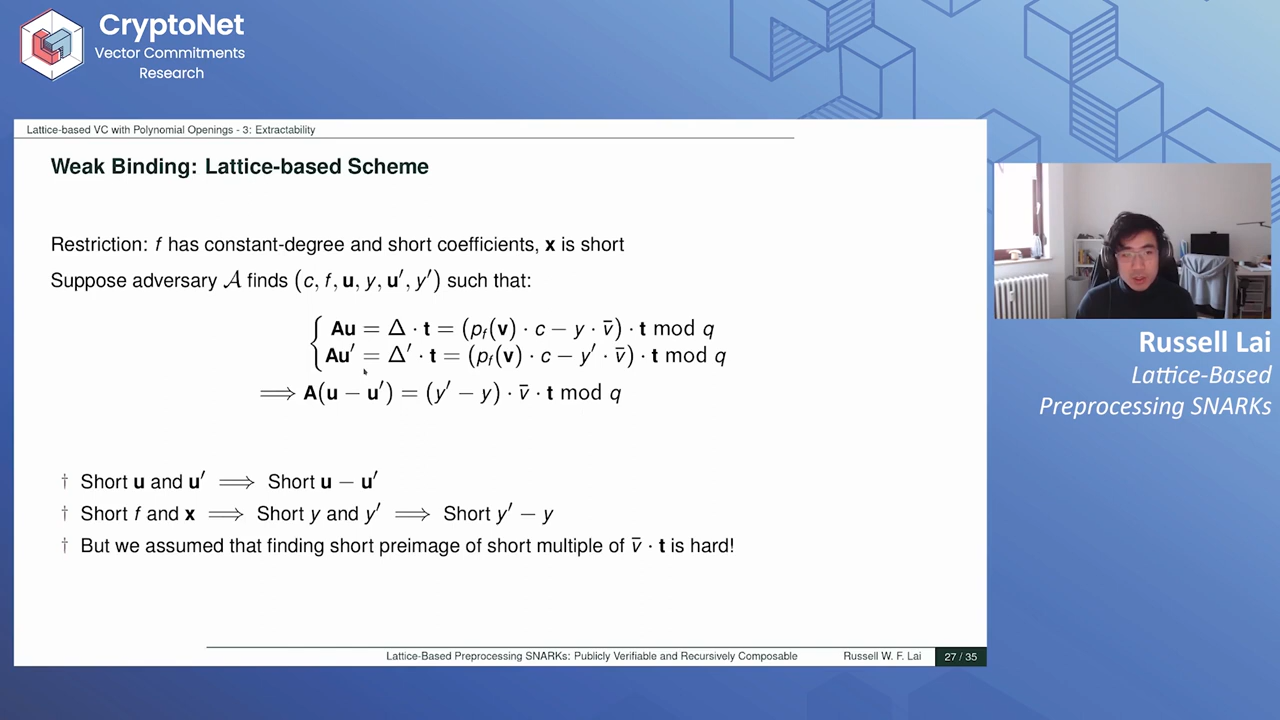 CryptoNet
Vector Commitments
Research
Lattice-based VC with Polynomial Openings - 3: Extractability
Weak Binding: Lattice-based Scheme
Restriction: f has constant-degree and short coefficients, x is short
Suppose adversary 𝒜 finds (c, f, u, y, u′, y′) such that:
Au = Δ · t = (p_f(v) · c − y · v̄) · t mod q
Au′ = Δ′ · t = (p_f(v) · c − y′ · v̄) · t mod q
⟹ A(u − u′) = (y′ − y) · v̄ · t mod q
† Short u and u′ ⟹ Short u − u′
† Short f and x ⟹ Short y and y′ ⟹ Short y′ − y
† But we assumed that finding short preimage of short multiple of v̄ · t is hard!
Lattice-Based Preprocessing SNARKs: Publicly Verifiable and Recursively Composable Russell W. F. Lai 27 / 35
Russell Lai
Lattice-Based
Preprocessing SNARKs